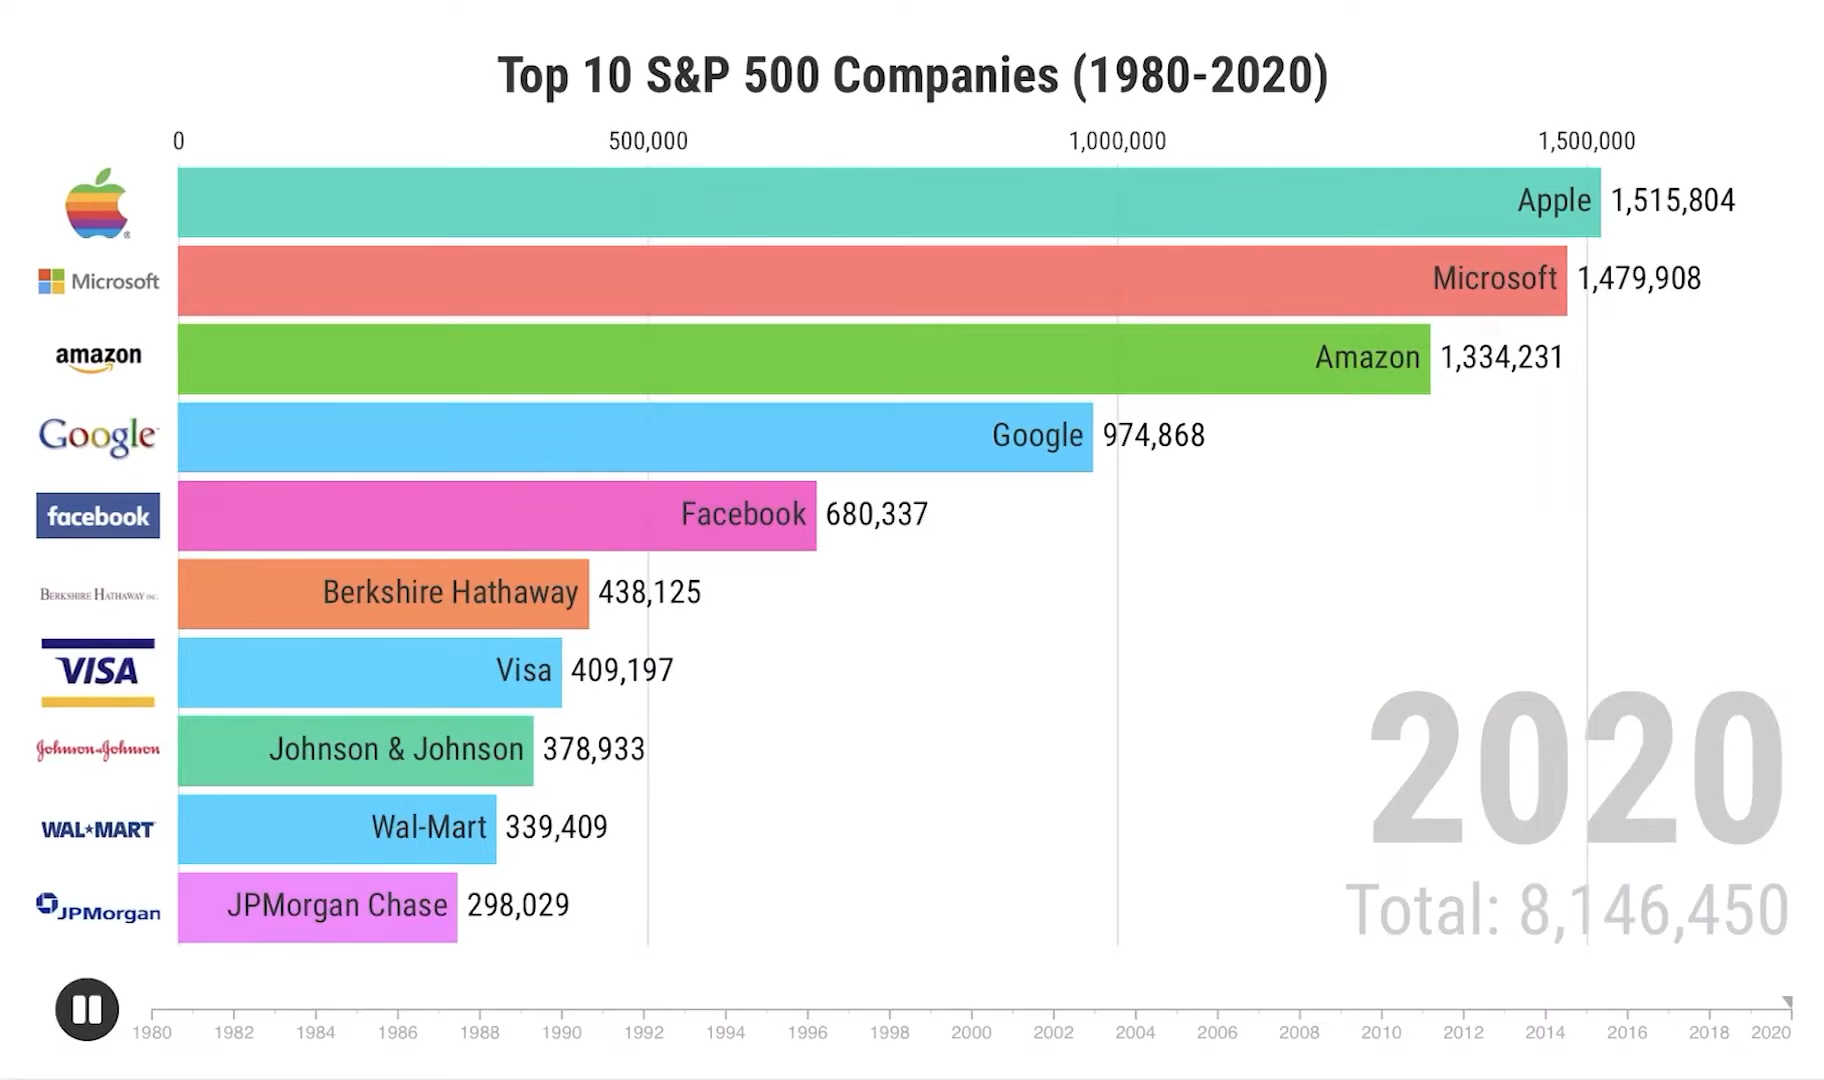 Top 10 S&P 500 Companies (1980-2020)
0 500,000 1,000,000 1,500,000
Apple 1,515,804
Microsoft Microsoft 1,479,908
amazon Amazon 1,334,231
Google Google 974,868
facebook Facebook 680,337
BERKSHIRE HATHAWAY INC. Berkshire Hathaway 438,125
VISA Visa 409,197
Johnson & Johnson Johnson & Johnson 378,933
WAL★MART Wal-Mart 339,409
JPMorgan JPMorgan Chase 298,029
2020
Total: 8,146,450
1980 1982 1984 1986 1988 1990 1992 1994 1996 1998 2000 2002 2004 2006 2008 2010 2012 2014 2016 2018 2020